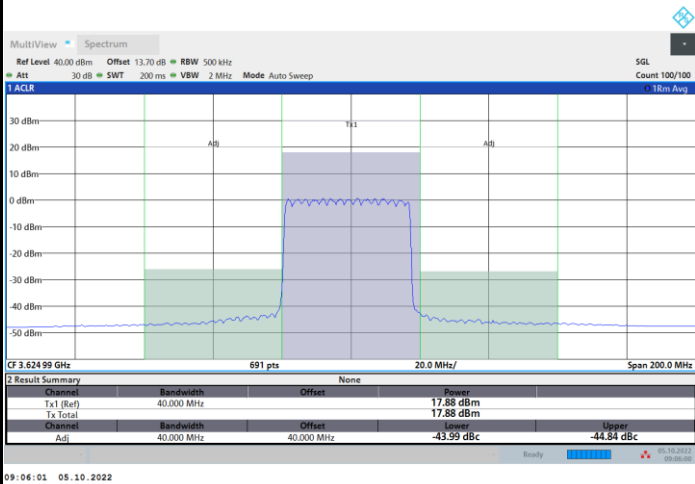 MultiView Spectrum
Ref Level 40.00 dBm Offset 13.70 dB RBW 500 kHz SGL
Att 30 dB SWT 200 ms VBW 2 MHz Mode Auto Sweep Count 100/100
1 ACLR 1Rm Avg
30 dBm
Tx1
20 dBm
Adj Adj
10 dBm
0 dBm
-10 dBm
-20 dBm
-30 dBm
-40 dBm
-50 dBm
CF 3.624 99 GHz 691 pts 20.0 MHz/ Span 200.0 MHz
2 Result Summary None
Channel Bandwidth Offset Power
Tx1 (Ref) 40.000 MHz 17.88 dBm
Tx Total 17.88 dBm
Channel Bandwidth Offset Lower Upper
Adj 40.000 MHz 40.000 MHz -43.99 dBc -44.84 dBc
Ready 05.10.2022
09:06:00
09:06:01 05.10.2022